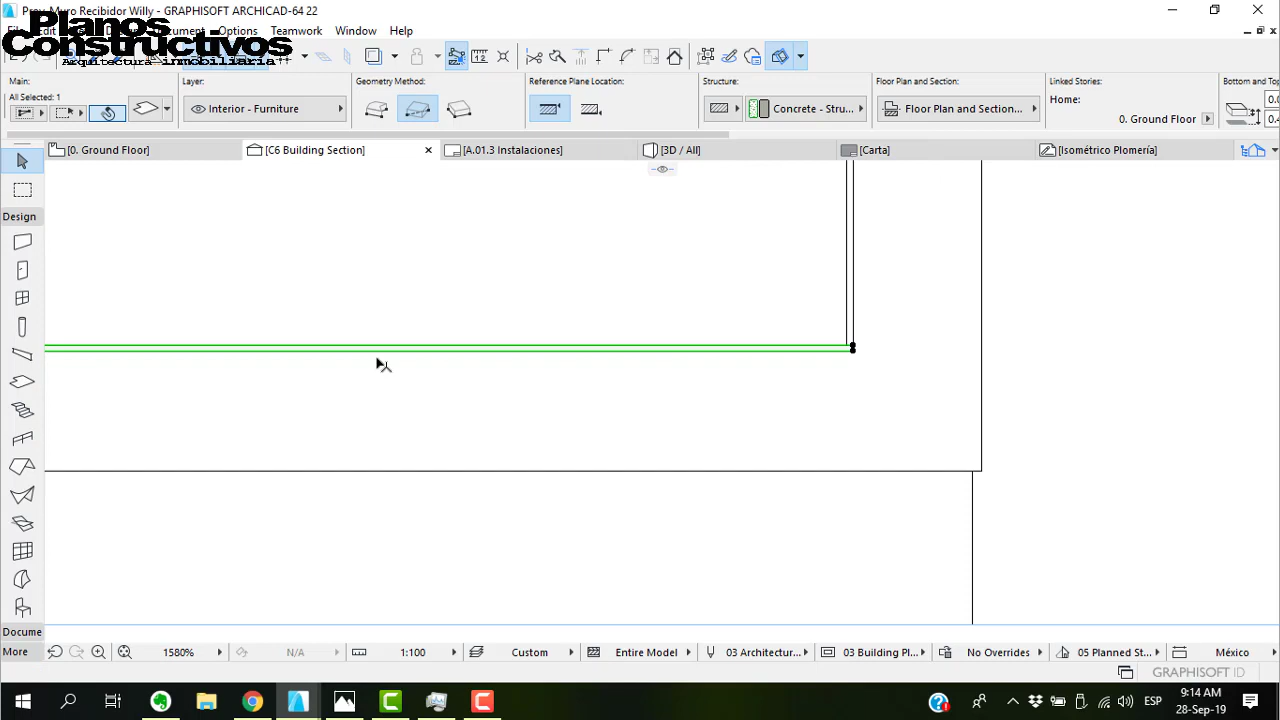 Prev. Muro Recibidor Willy - GRAPHISOFT ARCHICAD-64 22
Planos
Constructivos
Arquitectura inmobiliaria
Options
Teamwork
Window
Help
Main:
All Selected: 1
Layer:
Interior - Furniture
Geometry Method:
Reference Plane Location:
Structure:
Concrete - Stru...
Floor Plan and Section:
Floor Plan and Section...
Linked Stories:
Home:
0. Ground Floor
Bottom and Top
[0. Ground Floor]
[C6 Building Section]
[A.01.3 Instalaciones]
[3D / All]
[Carta]
[Isométrico Plomería]
Design
Docume
More
1580%
N/A
1:100
Custom
Entire Model
03 Architectur...
03 Building Pl...
No Overrides
05 Planned St...
México
GRAPHISOFT ID
ESP
9:14 AM
28-Sep-19